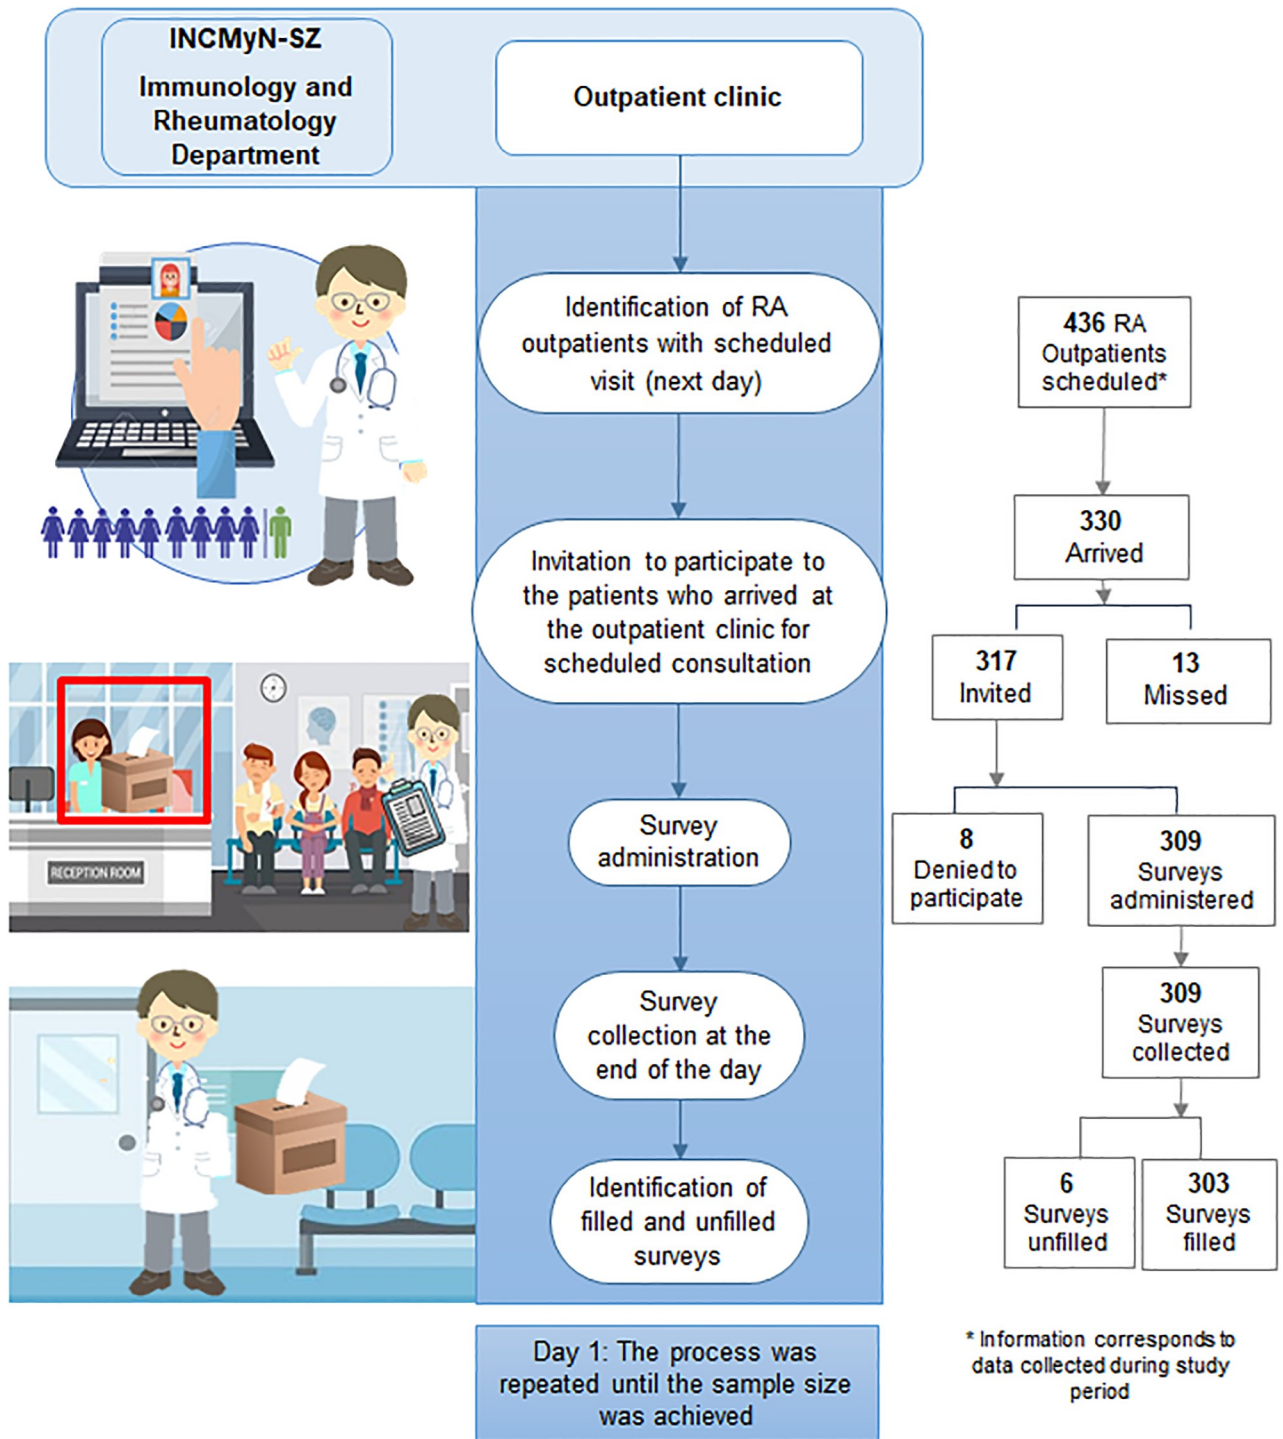 INCMyN-SZ
Immunology and
Rheumatology
Department
Outpatient clinic
Identification of RA
outpatients with scheduled
visit (next day)
Invitation to participate to
the patients who arrived at
the outpatient clinic for
scheduled consultation
RECEPTION ROOM
Survey
administration
Survey
collection at the
end of the day
Identification of
filled and unfilled
surveys
Day 1: The process was
repeated until the sample size
was achieved
436 RA
Outpatients
scheduled*
330
Arrived
317
Invited
13
Missed
8
Denied to
participate
309
Surveys
administered
309
Surveys
collected
6
Surveys
unfilled
303
Surveys
filled
* Information corresponds to
data collected during study
period